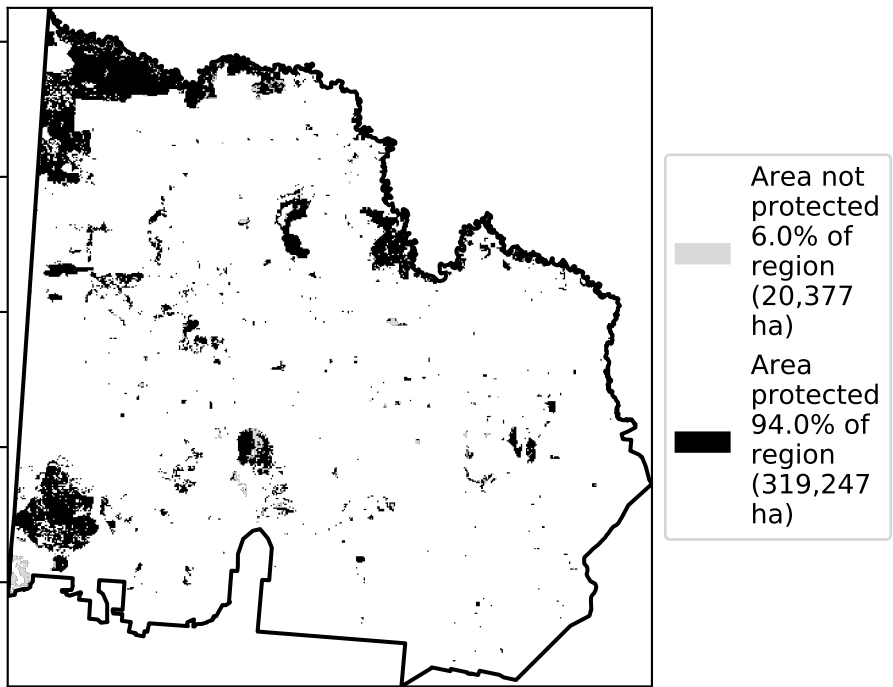 Area not
protected
6.0% of
region
(20,377
ha)
Area
protected
94.0% of
region
(319,247
ha)